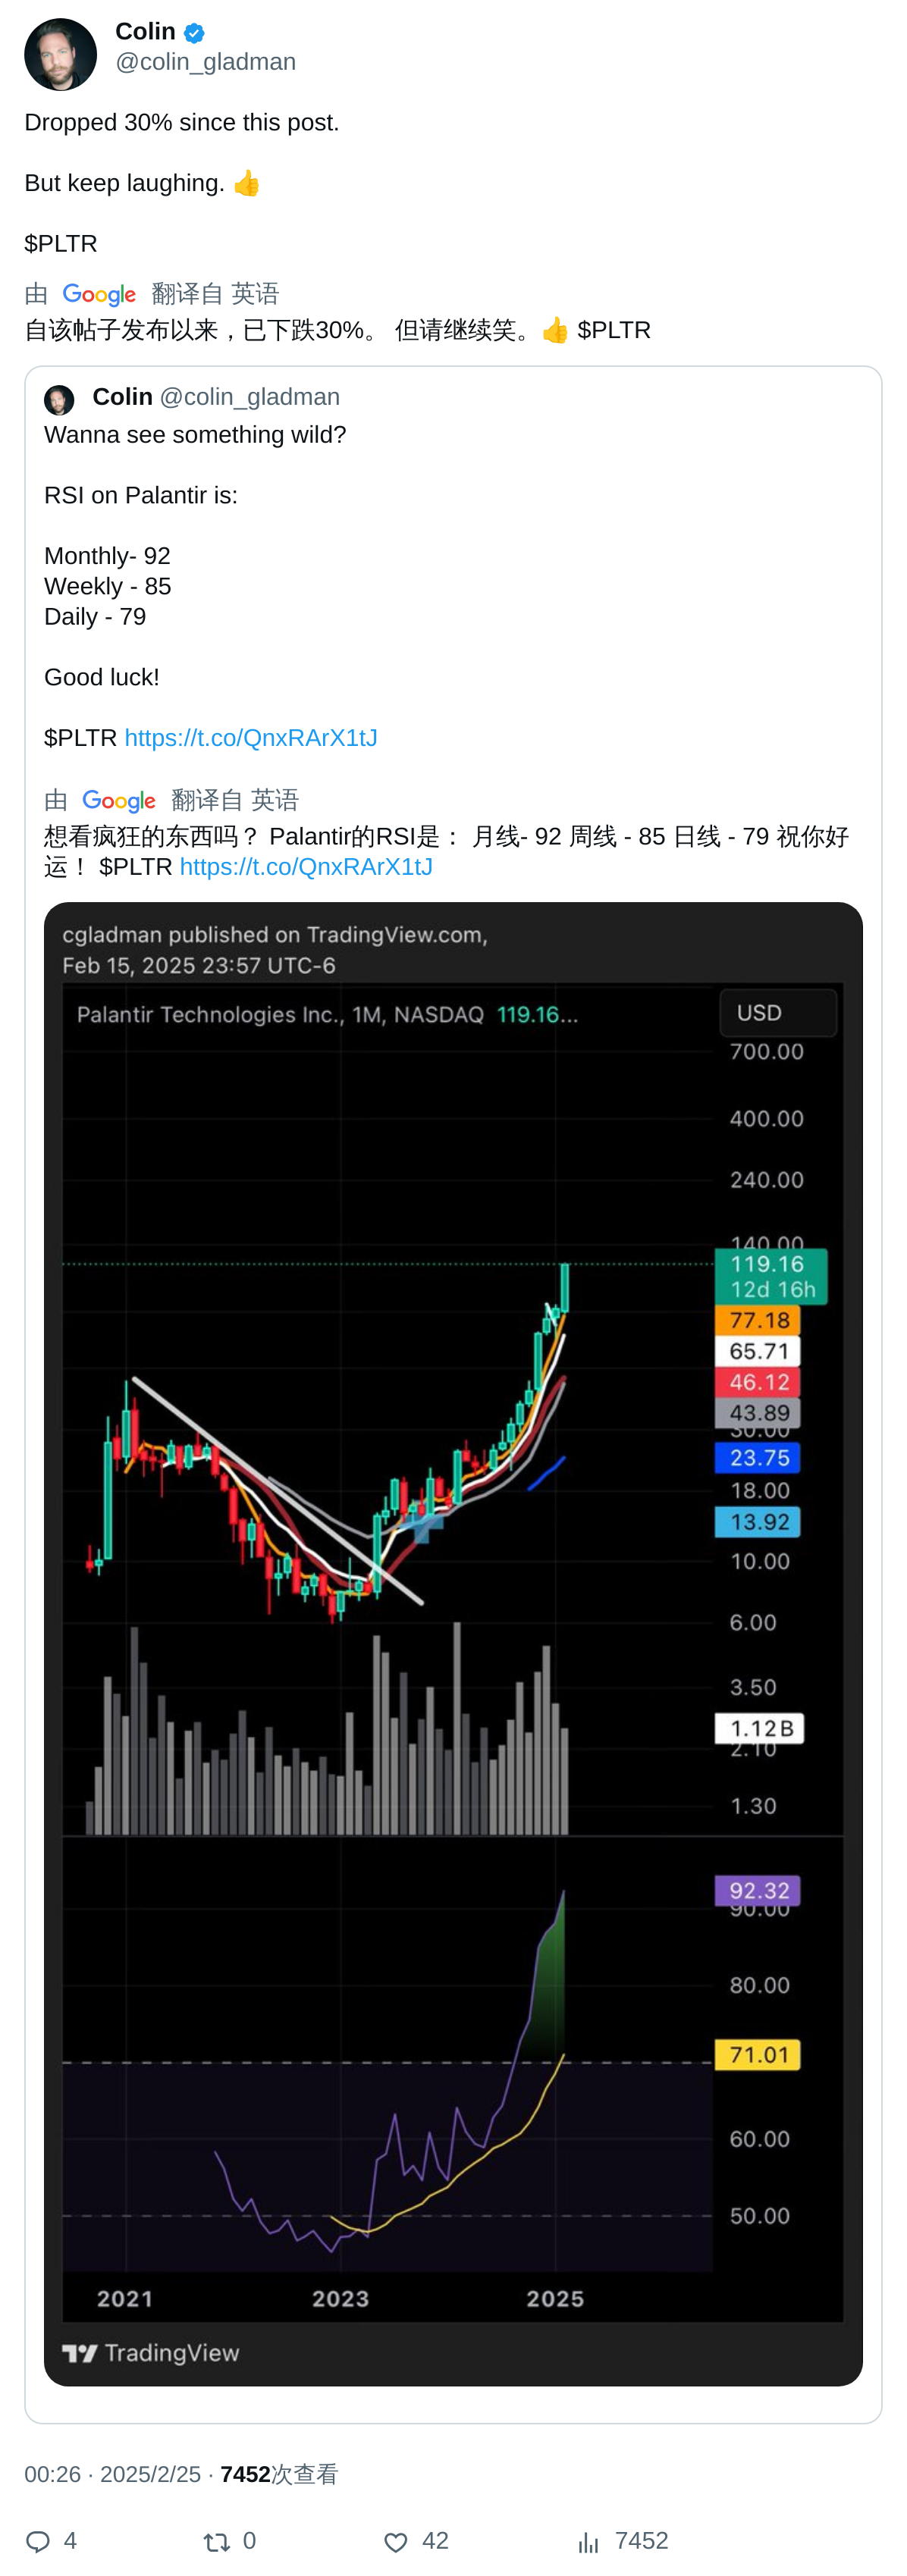 Colin
@colin_gladman
Dropped 30% since this post.
But keep laughing. 👍
$PLTR
由 Google 翻译自 英语
自该帖子发布以来，已下跌30%。 但请继续笑。👍 $PLTR
Colin @colin_gladman
Wanna see something wild?
RSI on Palantir is:
Monthly- 92
Weekly - 85
Daily - 79
Good luck!
$PLTR https://t.co/QnxRArX1tJ
由 Google 翻译自 英语
想看疯狂的东西吗？ Palantir的RSI是： 月线- 92 周线 - 85 日线 - 79 祝你好
运！ $PLTR https://t.co/QnxRArX1tJ
cgladman published on TradingView.com,
Feb 15, 2025 23:57 UTC-6
Palantir Technologies Inc., 1M, NASDAQ 119.16...
USD
700.00
400.00
240.00
140.00
119.16
12d 16h
77.18
65.71
46.12
43.89
30.00
23.75
18.00
13.92
10.00
6.00
3.50
1.12B
2.10
1.30
92.32
90.00
80.00
71.01
60.00
50.00
2021 2023 2025
TradingView
00:26 · 2025/2/25 · 7452次查看
4 0 42 7452